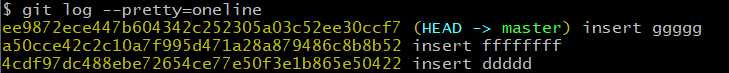 $ git log --pretty=oneline
ee9872ece447b604342c252305a03c52ee30ccf7 (HEAD -> master) insert ggggg
a50cce42c2c10a7f995d471a28a879486c8b8b52 insert ffffffff
4cdf97dc488ebe72654ce77e50f3e1b865e50422 insert ddddd